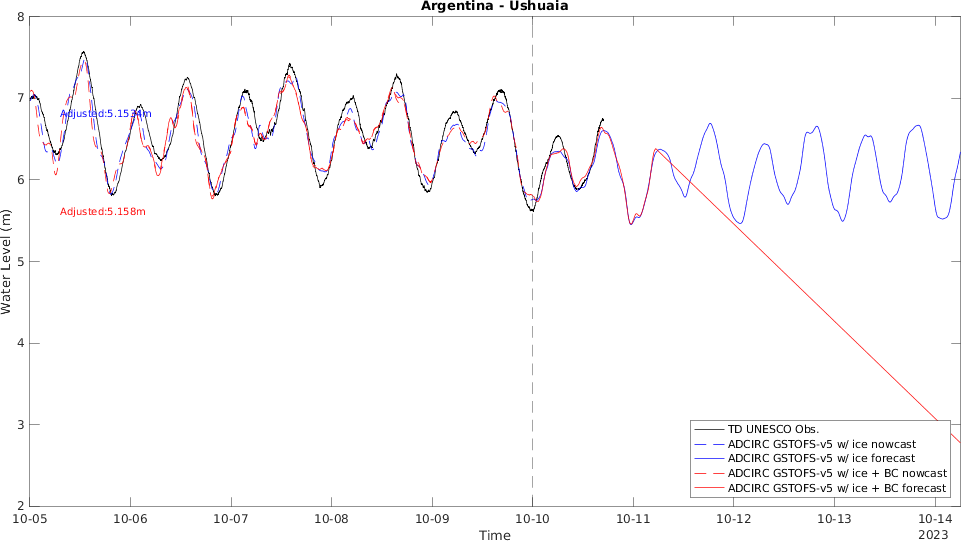 Argentina - Ushuaia
8
7
6
5
4
3
2
Water Level (m)
Adjusted:5.1534m
Adjusted:5.158m
TD UNESCO Obs.
ADCIRC GSTOFS-v5 w/ ice nowcast
ADCIRC GSTOFS-v5 w/ ice forecast
ADCIRC GSTOFS-v5 w/ ice + BC nowcast
ADCIRC GSTOFS-v5 w/ ice + BC forecast
10-05 10-06 10-07 10-08 10-09 10-10 10-11 10-12 10-13 10-14
Time
2023